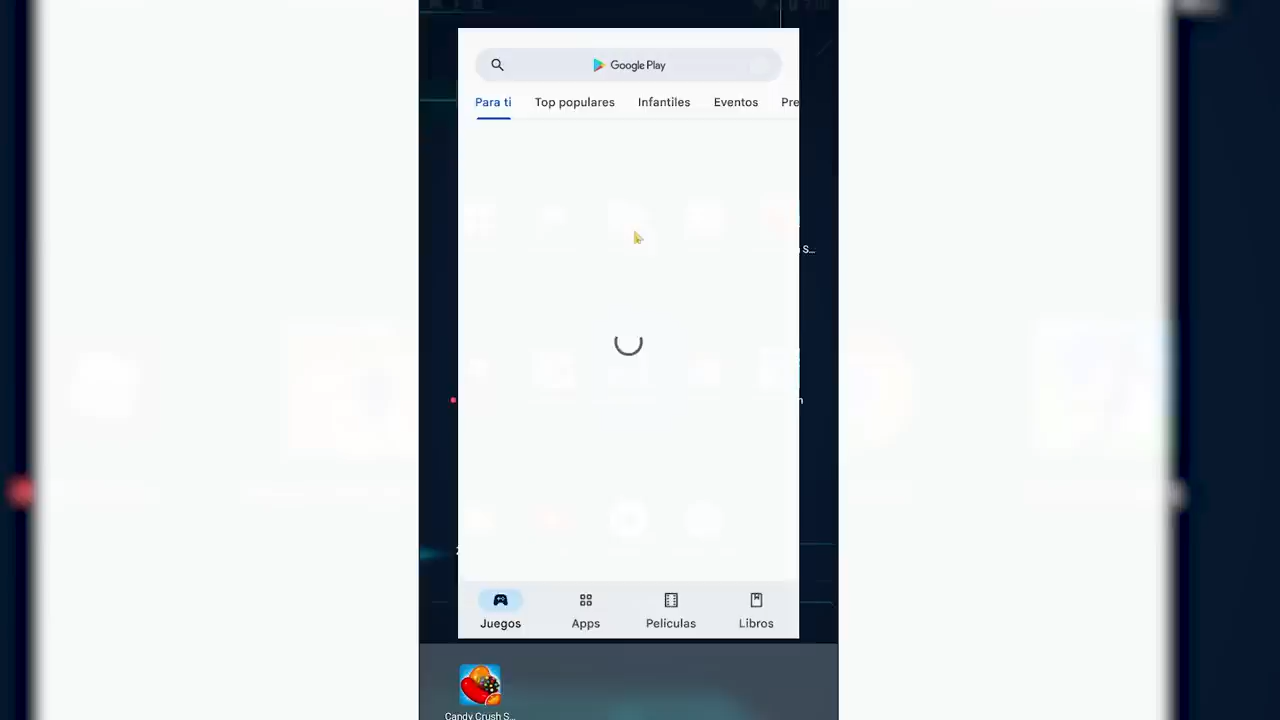 Google Play
Para ti Top populares Infantiles Eventos Pre
S...
Juegos Apps Películas Libros
Candy Crush S...